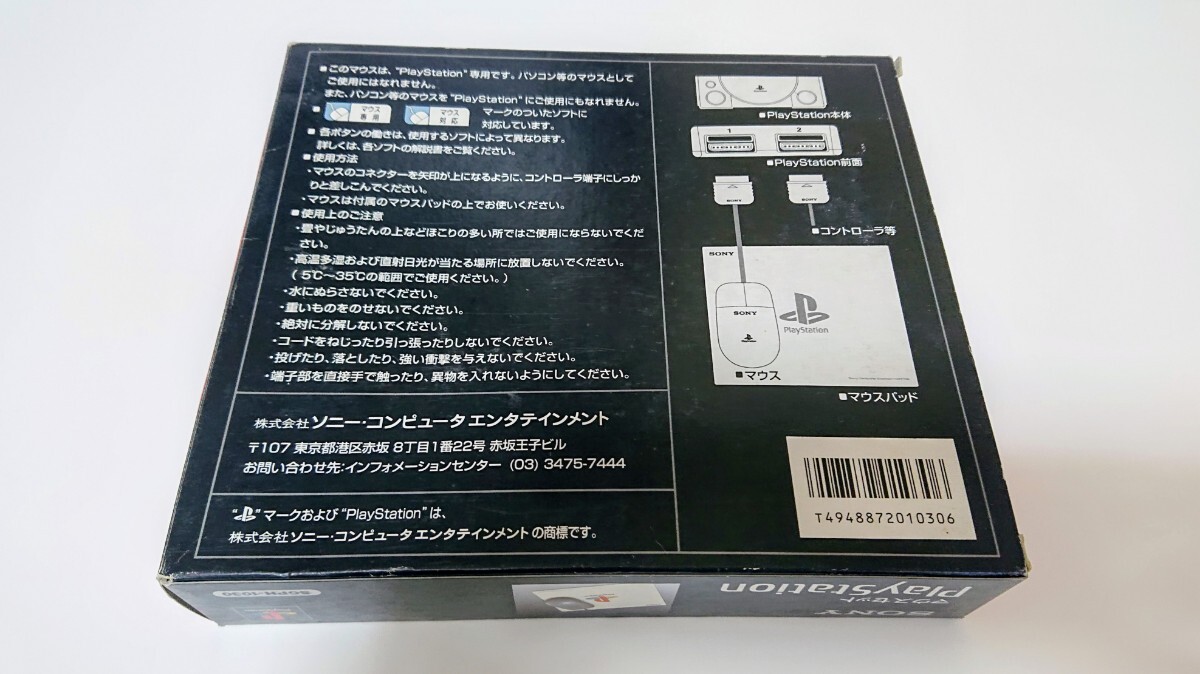 ■このマウスは、“PlayStation”専用です。パソコン等のマウスとして
ご使用にはなれません。
また、パソコン等のマウスを“PlayStation”にご使用にもなれません。
■ マウス専用 マウス対応 マークのついたソフトに
対応しています。
■各ボタンの働きは、使用するソフトによって異なります。
詳しくは、各ソフトの解説書をご覧ください。
■使用方法
・マウスのコネクターを矢印が上になるように、コントローラ端子にしっか
りと差しこんでください。
・マウスは付属のマウスパッドの上でお使いください。
■使用上のご注意
・畳やじゅうたんの上などほこりの多い所ではご使用にならないでくだ
さい。
・高温多湿および直射日光が当たる場所に放置しないでください。
(5℃〜35℃の範囲でご使用ください。)
・水にぬらさないでください。
・重いものをのせないでください。
・絶対に分解しないでください。
・コードをねじったり引っ張ったりしないでください。
・投げたり、落としたり、強い衝撃を与えないでください。
・端子部を直接手で触ったり、異物を入れないようにしてください。
株式会社 ソニー・コンピュータ エンタテインメント
〒107 東京都港区赤坂 8丁目1番22号 赤坂王子ビル
お問い合わせ先:インフォメーションセンター (03) 3475-7444
“ ”マークおよび“PlayStation”は、
株式会社 ソニー・コンピュータ エンタテインメント の商標です。
■PlayStation本体
1 2
■PlayStation前面
SONY SONY
■コントローラ等
SONY
SONY
PlayStation
■マウス
■マウスパッド
T4948872010306
SONY
マウスセット
PlayStation
SCPH-1030